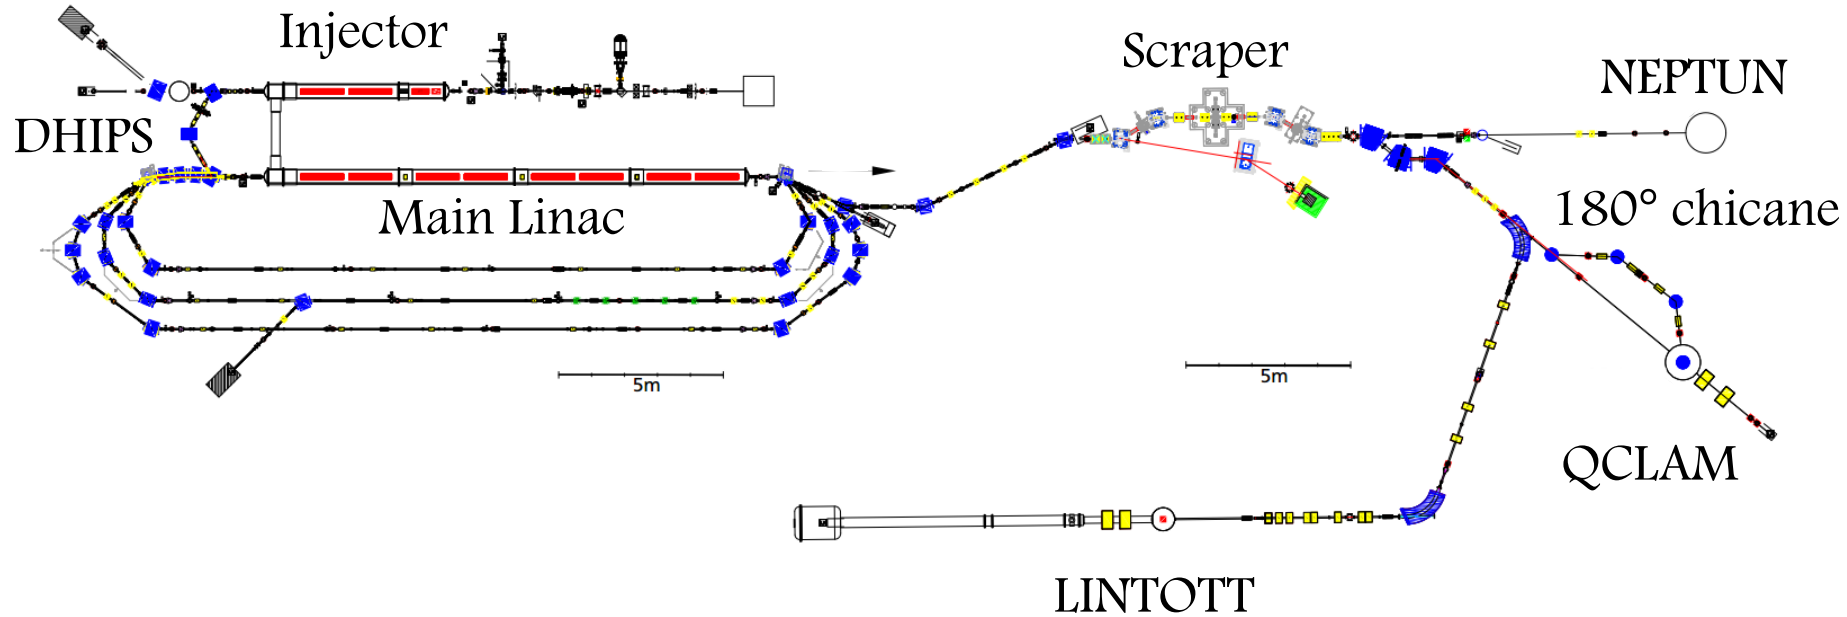 Injector
Scraper
NEPTUN
DHIPS
Main Linac
180° chicane
5m
5m
QCLAM
LINTOTT